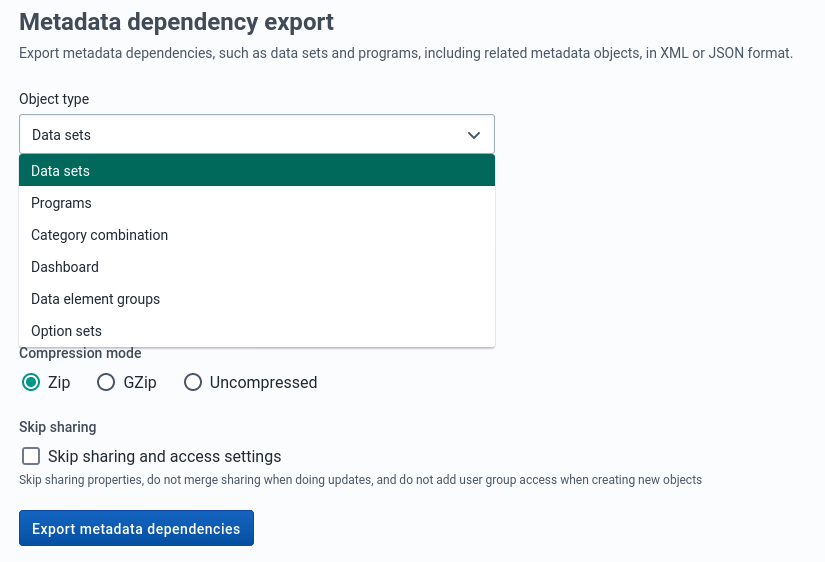 Metadata dependency export
Export metadata dependencies, such as data sets and programs, including related metadata objects, in XML or JSON format.
Object type
Data sets
Data sets
Programs
Category combination
Dashboard
Data element groups
Option sets
Compression mode
Zip GZip Uncompressed
Skip sharing
Skip sharing and access settings
Skip sharing properties, do not merge sharing when doing updates, and do not add user group access when creating new objects
Export metadata dependencies